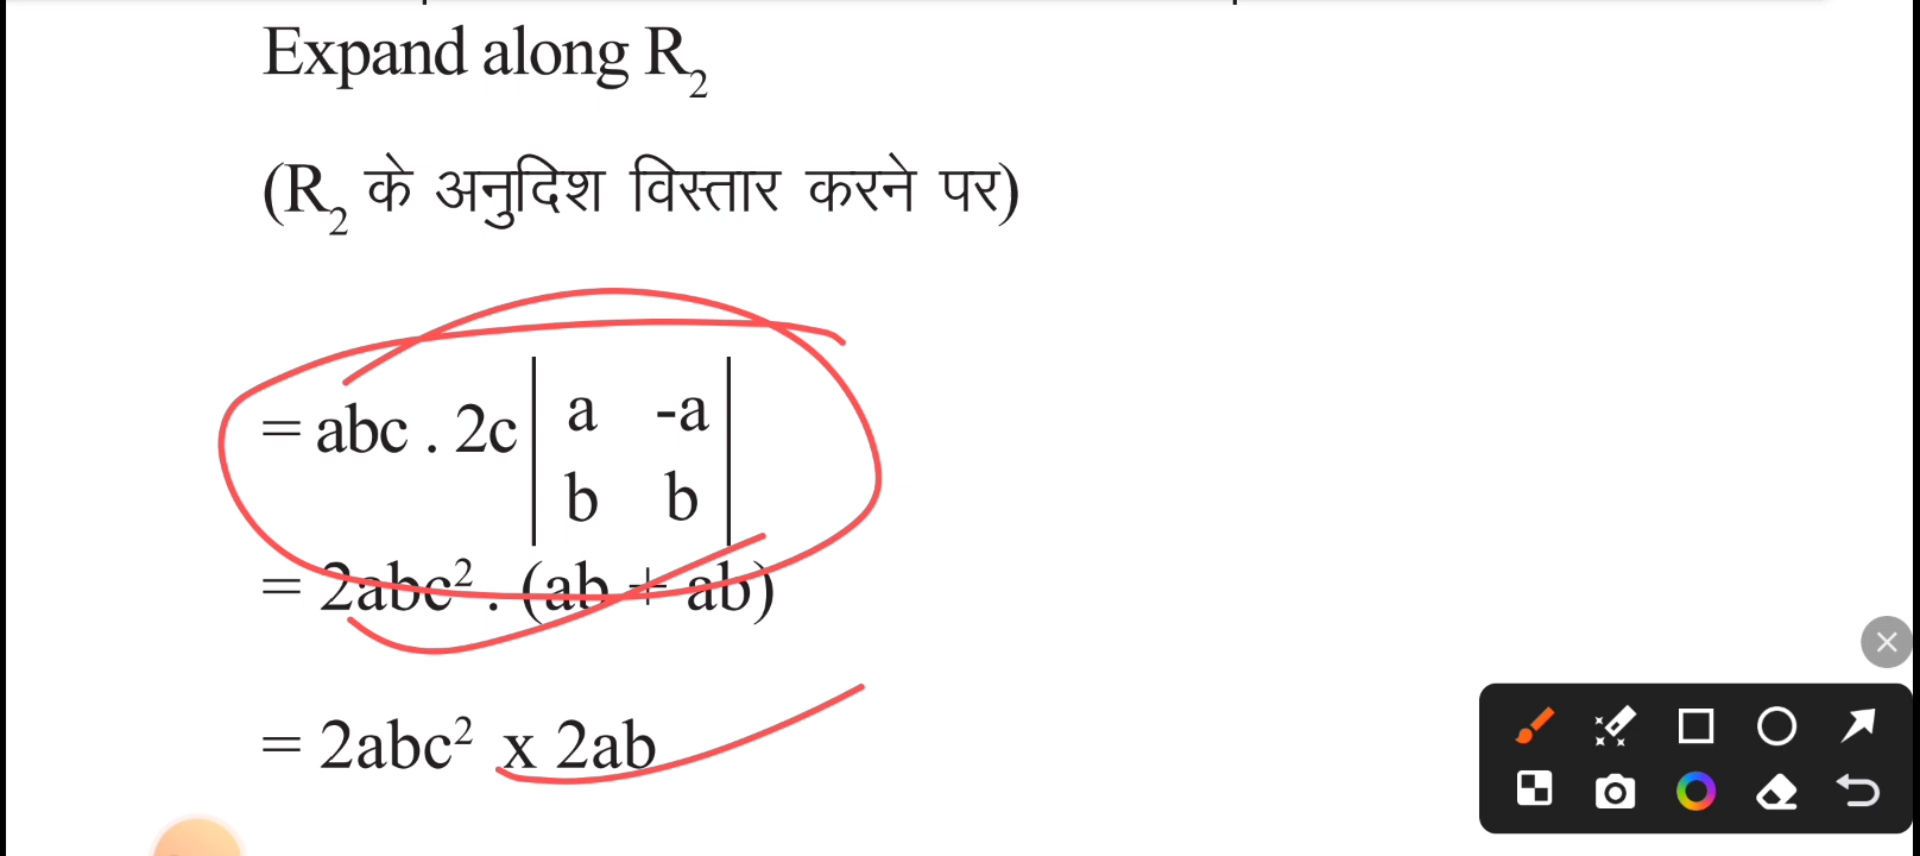 Expand along R₂
(R₂ के अनुदिश विस्तार करने पर)
= abc . 2c | a -a |
| b b |
= 2abc² . (ab + ab)
= 2abc² x 2ab